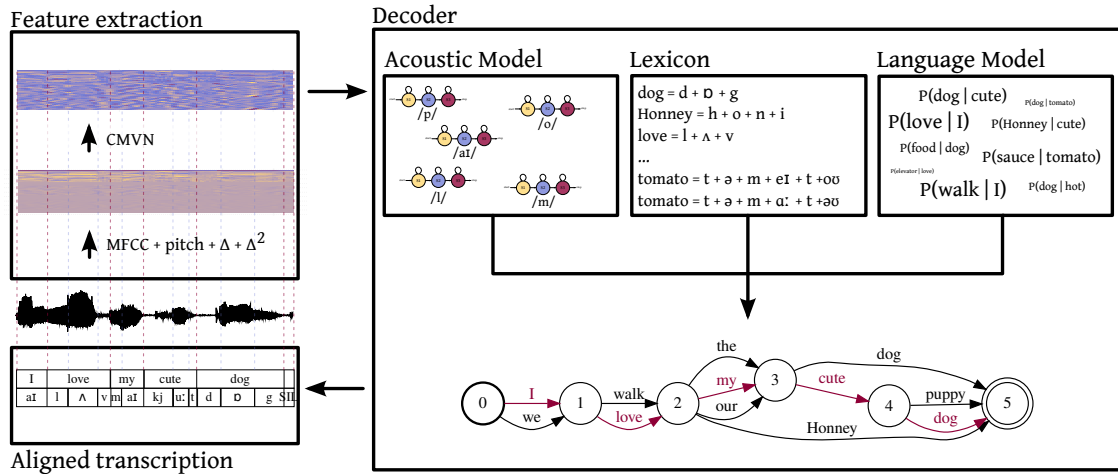 Feature extraction
CMVN
MFCC + pitch + Δ + Δ²
I love my cute dog
aɪ l ʌ v m aɪ kj uː t d ɒ g SIL
Aligned transcription
Decoder
Acoustic Model
/p/
/o/
/aɪ/
/l/
/m/
Lexicon
dog = d + ɒ + g
Honney = h + o + n + i
love = l + ʌ + v
...
tomato = t + ə + m + eɪ + t +oʊ
tomato = t + ə + m + ɑː + t +əʊ
Language Model
P(dog | cute)
P(dog | tomato)
P(love | I)
P(Honney | cute)
P(food | dog)
P(sauce | tomato)
P(elevator | love)
P(walk | I)
P(dog | hot)
0 I we 1 walk love 2 the my our 3 dog cute 4 puppy dog Honney 5